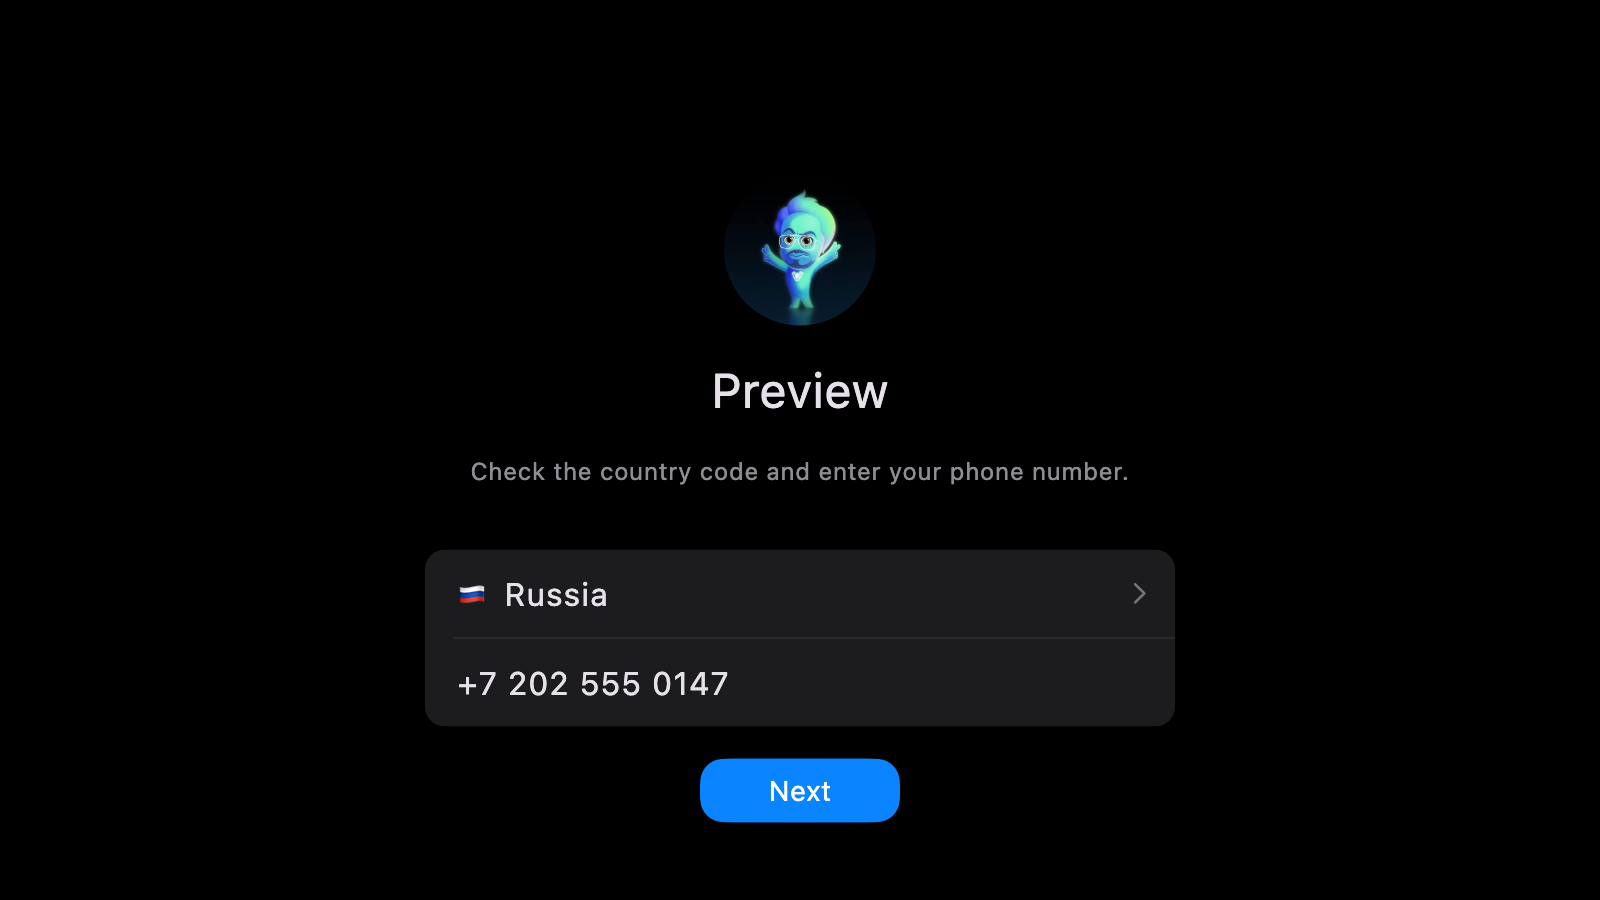 Preview
Check the country code and enter your phone number.
Russia
+7 202 555 0147
Next